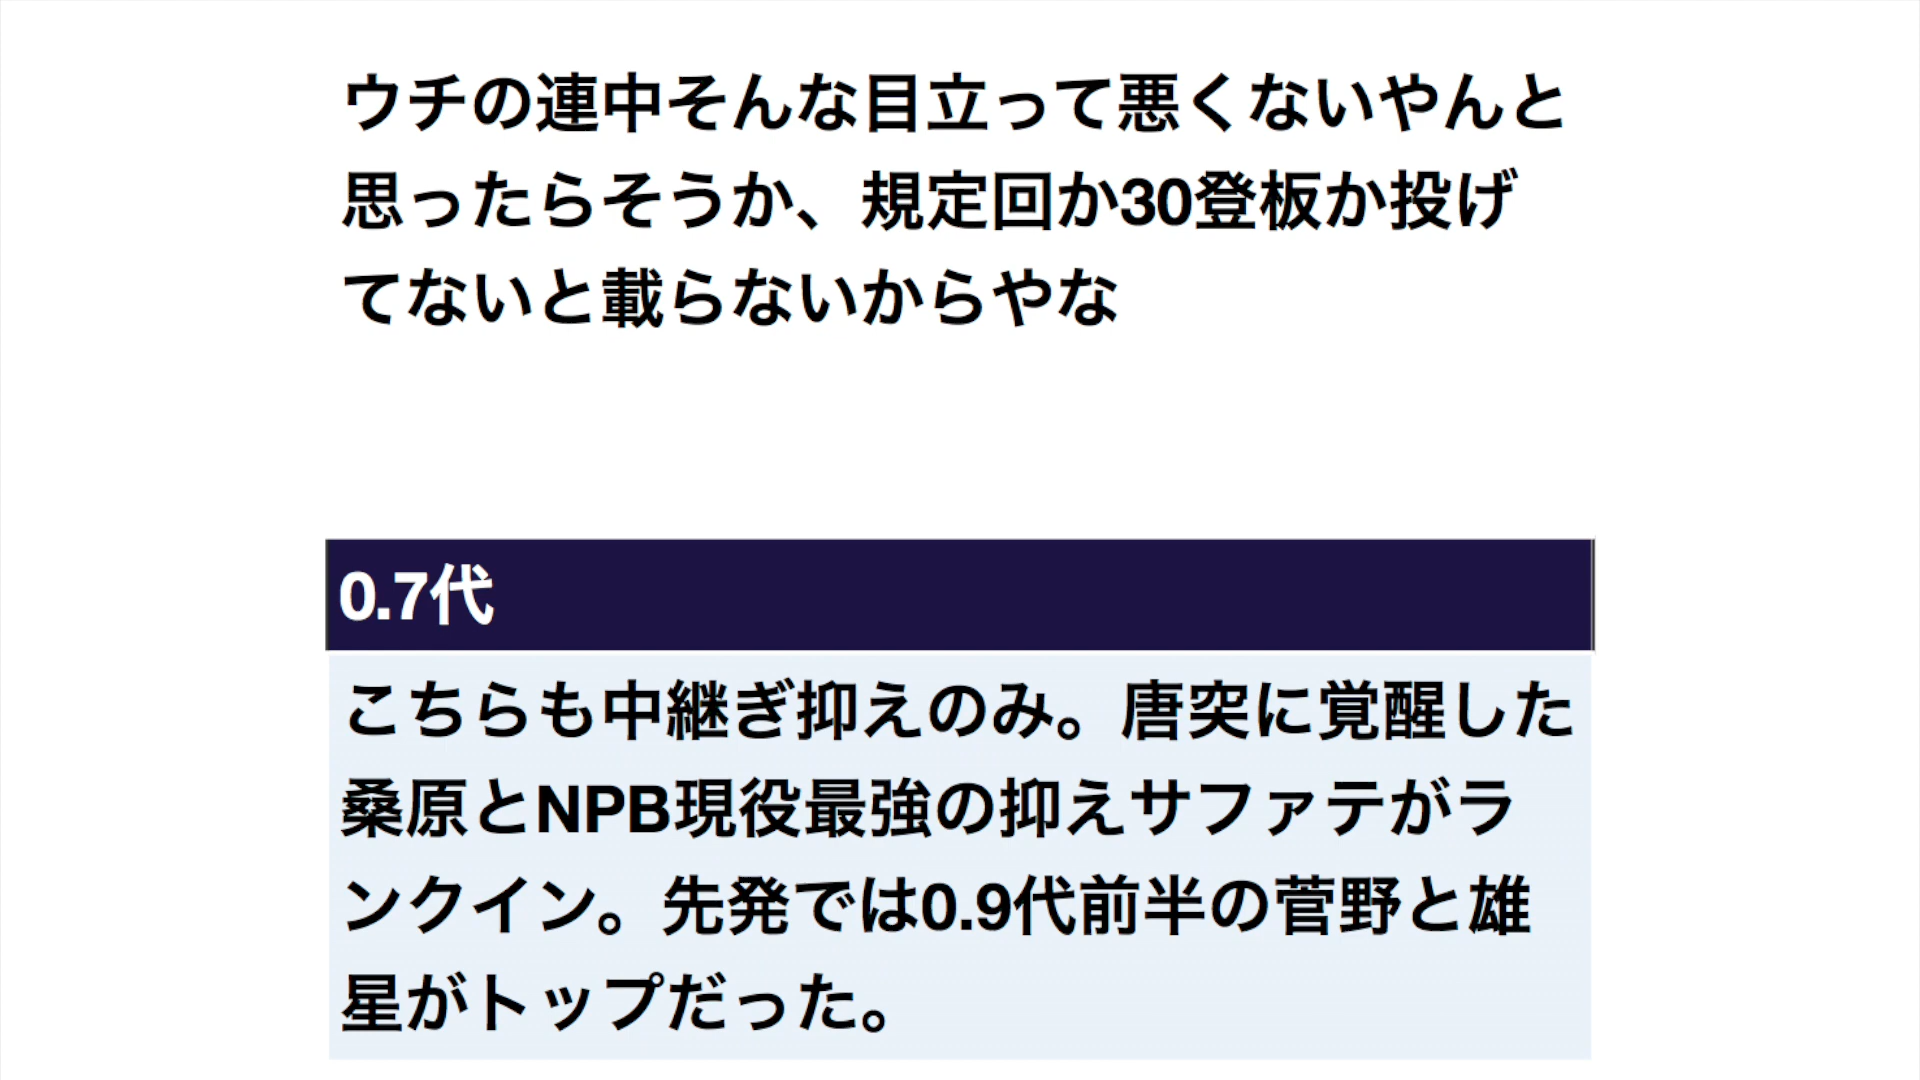 ウチの連中そんな目立って悪くないやんと
思ったらそうか、規定回か30登板か投げ
てないと載らないからやな
0.7代
こちらも中継ぎ抑えのみ。唐突に覚醒した
桑原とNPB現役最強の抑えサファテがラ
ンクイン。先発では0.9代前半の菅野と雄
星がトップだった。